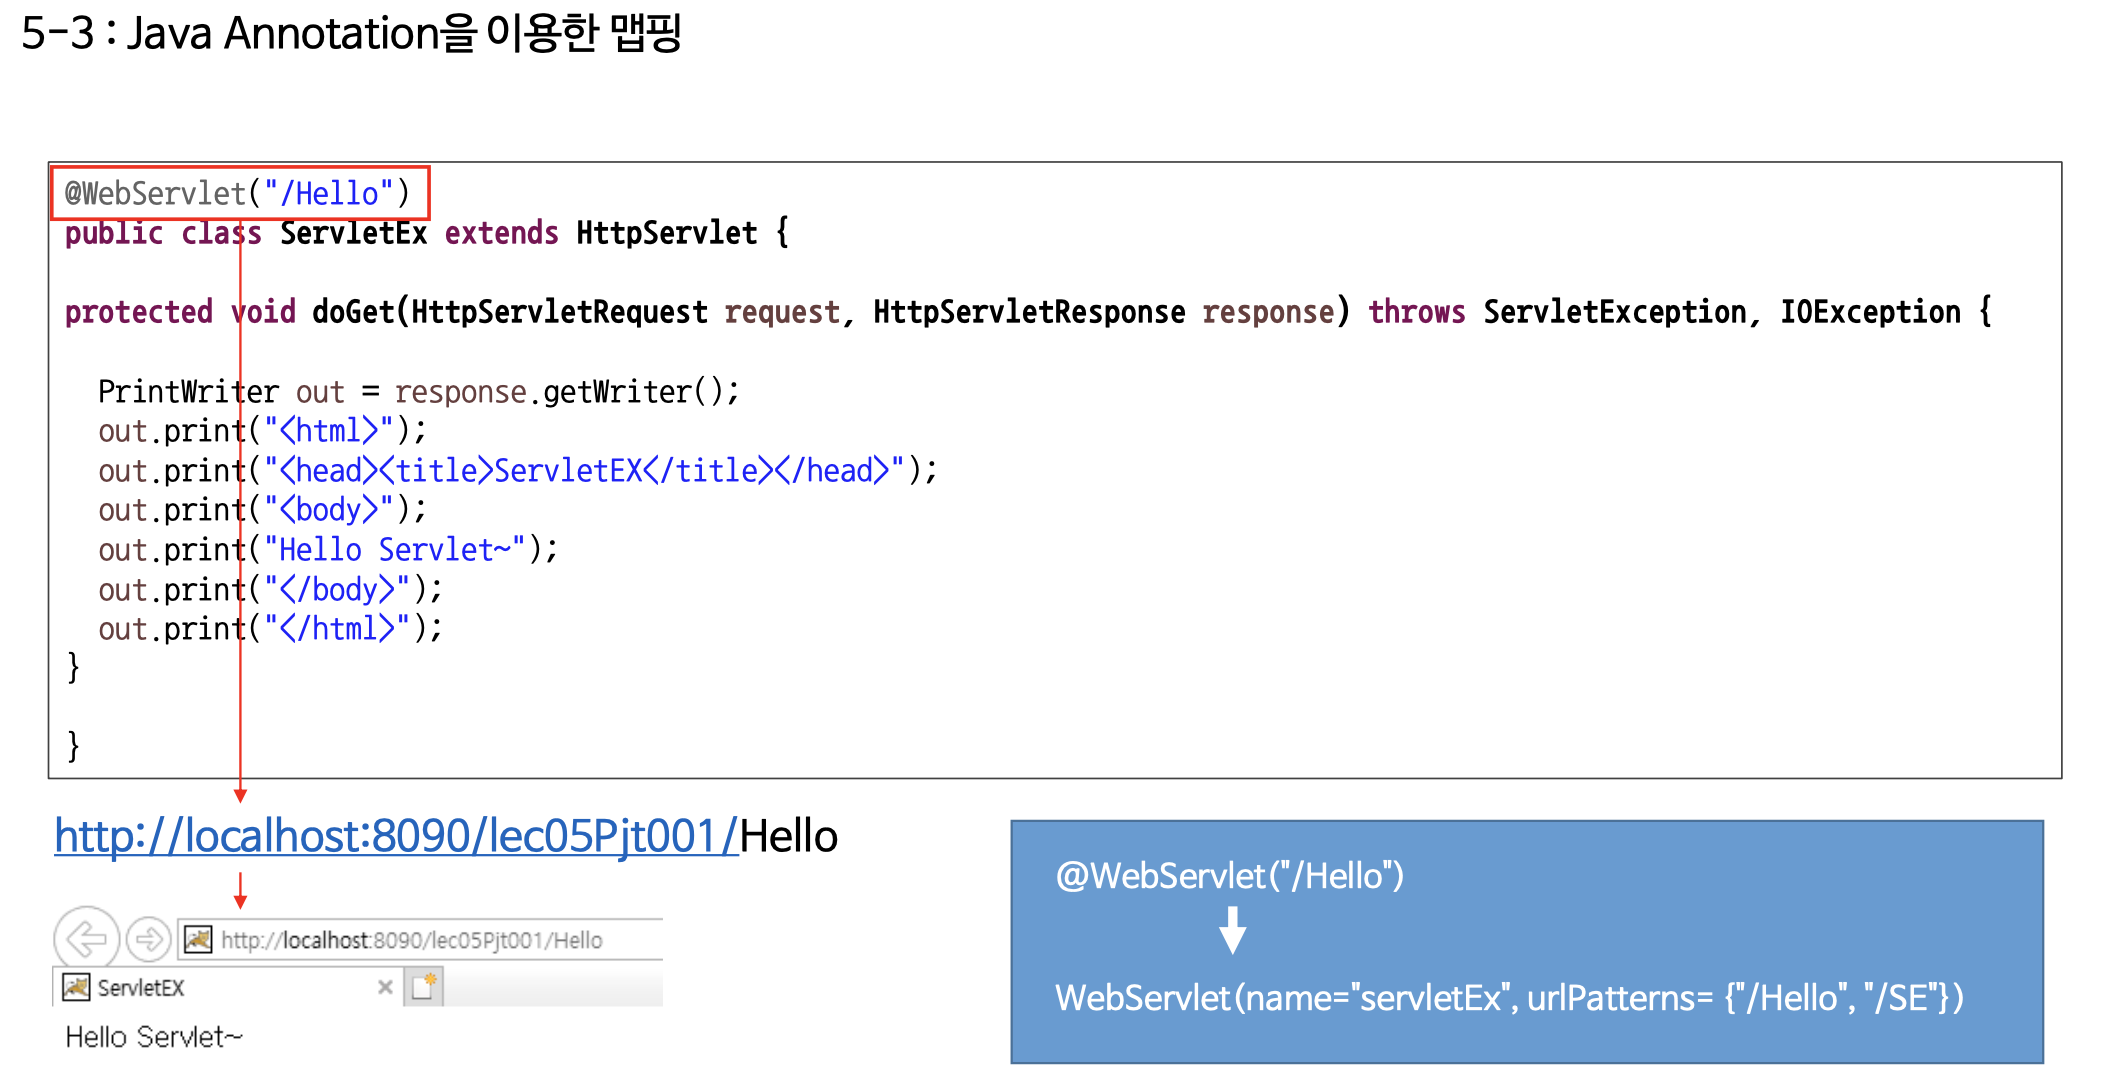 5-3 : Java Annotation을 이용한 맵핑
@WebServlet("/Hello")
public class ServletEx extends HttpServlet {
protected void doGet(HttpServletRequest request, HttpServletResponse response) throws ServletException, IOException {
PrintWriter out = response.getWriter();
out.print("<html>");
out.print("<head><title>ServletEX</title></head>");
out.print("<body>");
out.print("Hello Servlet~");
out.print("</body>");
out.print("</html>");
}
}
http://localhost:8090/lec05Pjt001/Hello
http://localhost:8090/lec05Pjt001/Hello
ServletEX
Hello Servlet~
@WebServlet("/Hello")
WebServlet(name="servletEx", urlPatterns= {"/Hello", "/SE"})